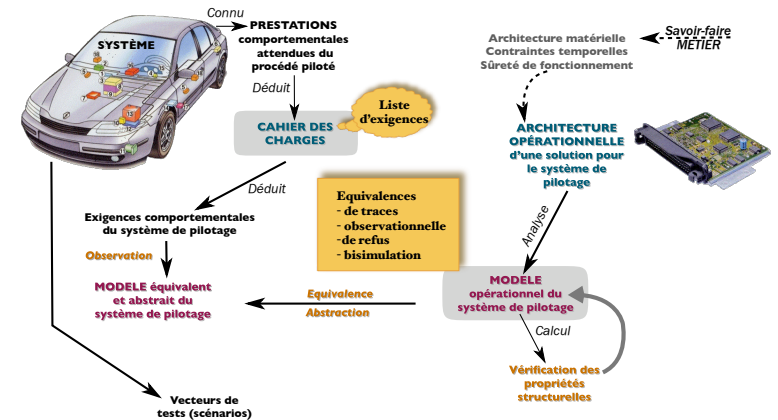 Connu
SYSTÈME
PRESTATIONS
comportementales
attendues du
procédé piloté
Déduit
Liste
d'exigences
CAHIER DES
CHARGES
Déduit
Exigences comportementales
du système de pilotage
Observation
MODELE équivalent
et abstrait du
système de pilotage
Equivalences
- de traces
- observationnelle
-de refus
- bisimulation
Equivalence
Abstraction
Architecture matérielle
Contraintes temporelles
Sûreté de fonctionnement
Savoir-faire
METIER
ARCHITECTURE
OPÉRATIONNELLE
d'une solution pour
le système de
pilotage
Analyse
MODELE
opérationnel du
système de pilotage
Calcul
Vérification des
propriétés
structurelles
Vecteurs de
tests (scénarios)